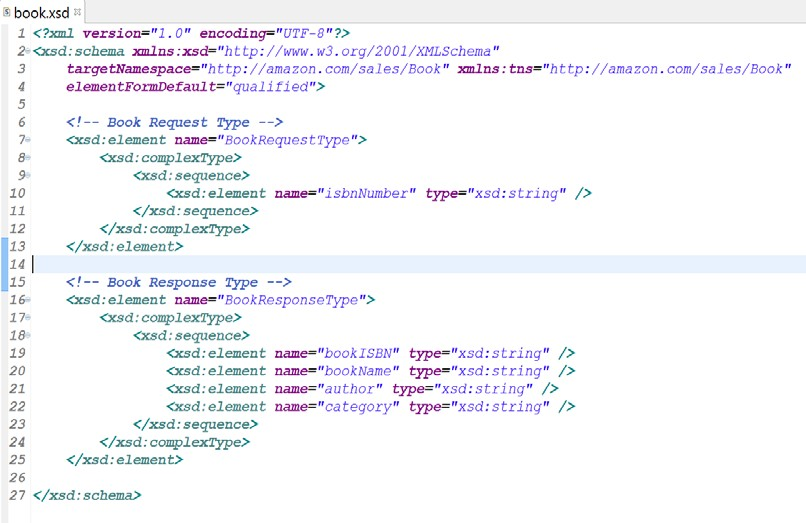 book.xsd
1 <?xml version="1.0" encoding="UTF-8"?>
2 <xsd:schema xmlns:xsd="http://www.w3.org/2001/XMLSchema"
3     targetNamespace="http://amazon.com/sales/Book" xmlns:tns="http://amazon.com/sales/Book"
4     elementFormDefault="qualified">
5
6     <!-- Book Request Type -->
7     <xsd:element name="BookRequestType">
8         <xsd:complexType>
9             <xsd:sequence>
10                 <xsd:element name="isbnNumber" type="xsd:string" />
11             </xsd:sequence>
12         </xsd:complexType>
13     </xsd:element>
14
15     <!-- Book Response Type -->
16     <xsd:element name="BookResponseType">
17         <xsd:complexType>
18             <xsd:sequence>
19                 <xsd:element name="bookISBN" type="xsd:string" />
20                 <xsd:element name="bookName" type="xsd:string" />
21                 <xsd:element name="author" type="xsd:string" />
22                 <xsd:element name="category" type="xsd:string" />
23             </xsd:sequence>
24         </xsd:complexType>
25     </xsd:element>
26
27 </xsd:schema>